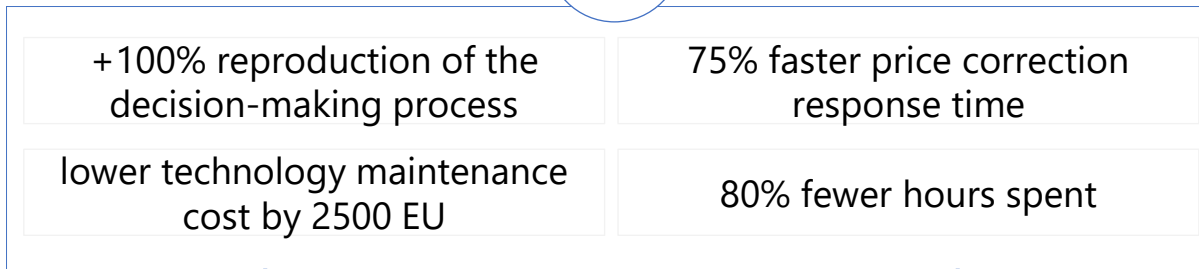 +100% reproduction of the
decision-making process
75% faster price correction
response time
lower technology maintenance
cost by 2500 EU
80% fewer hours spent